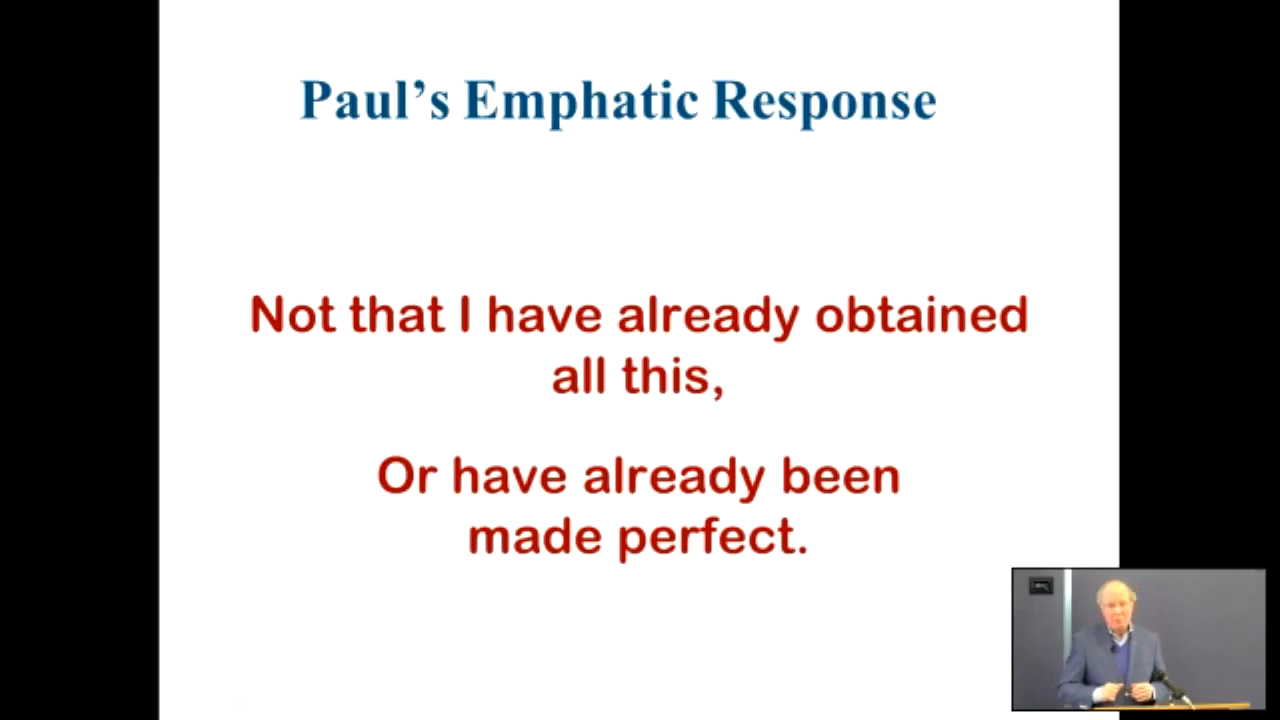 Paul’s Emphatic Response
Not that I have already obtained
all this,
Or have already been
made perfect.